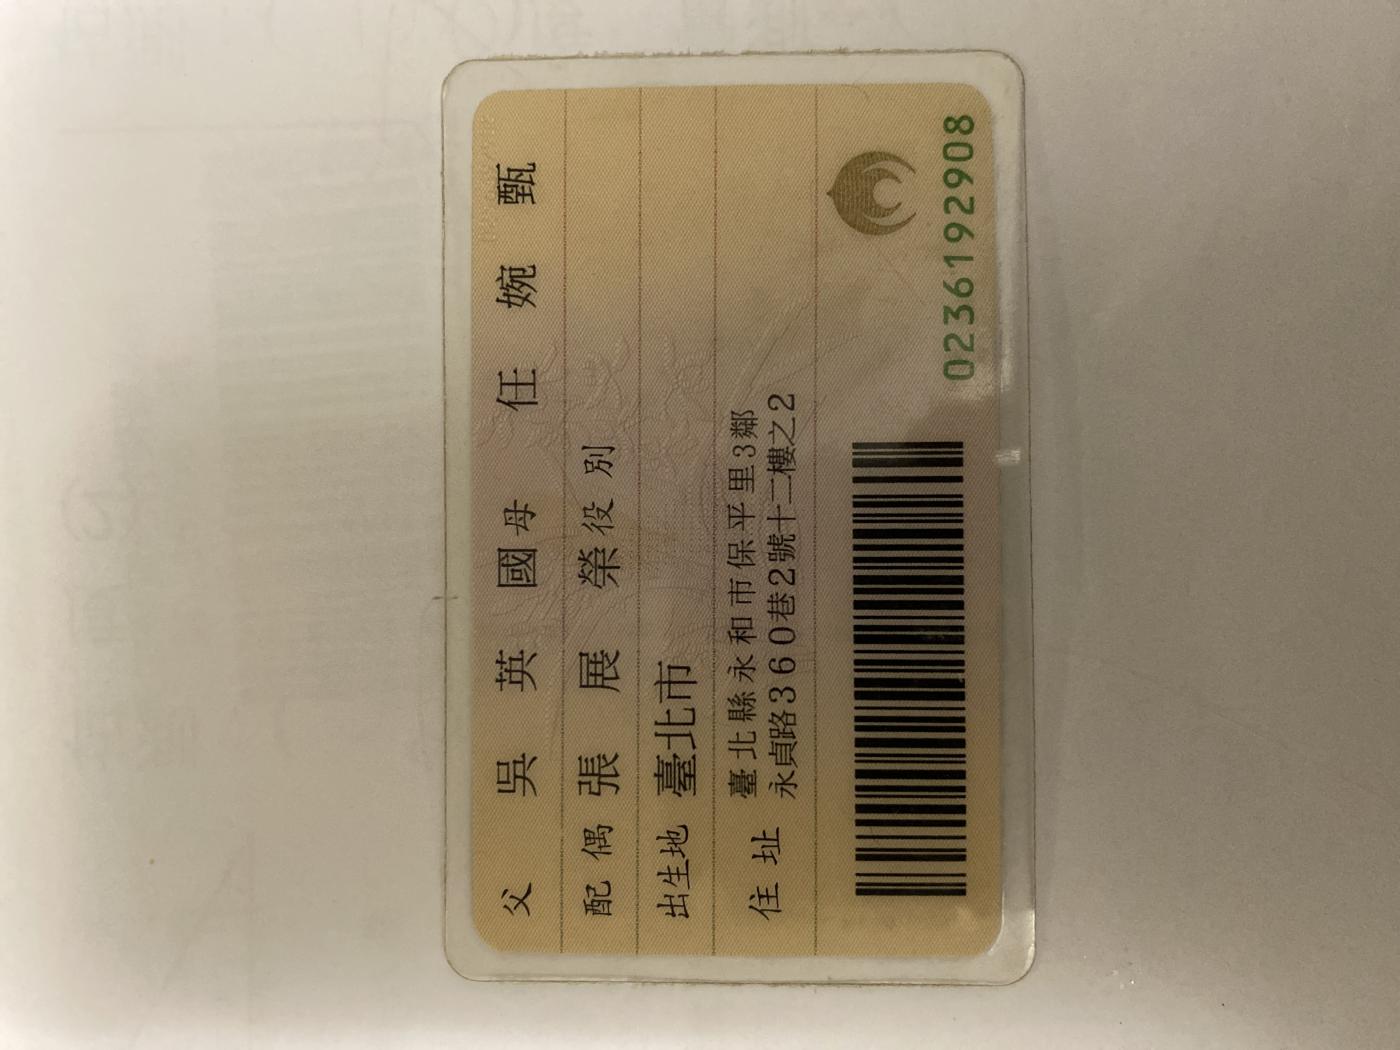 父 吳英國 母 任婉甄
配偶 張展榮 役別
出生地 臺北市
住址 臺北縣永和市保平里3鄰
永貞路360巷2號十二樓之2
0236192908